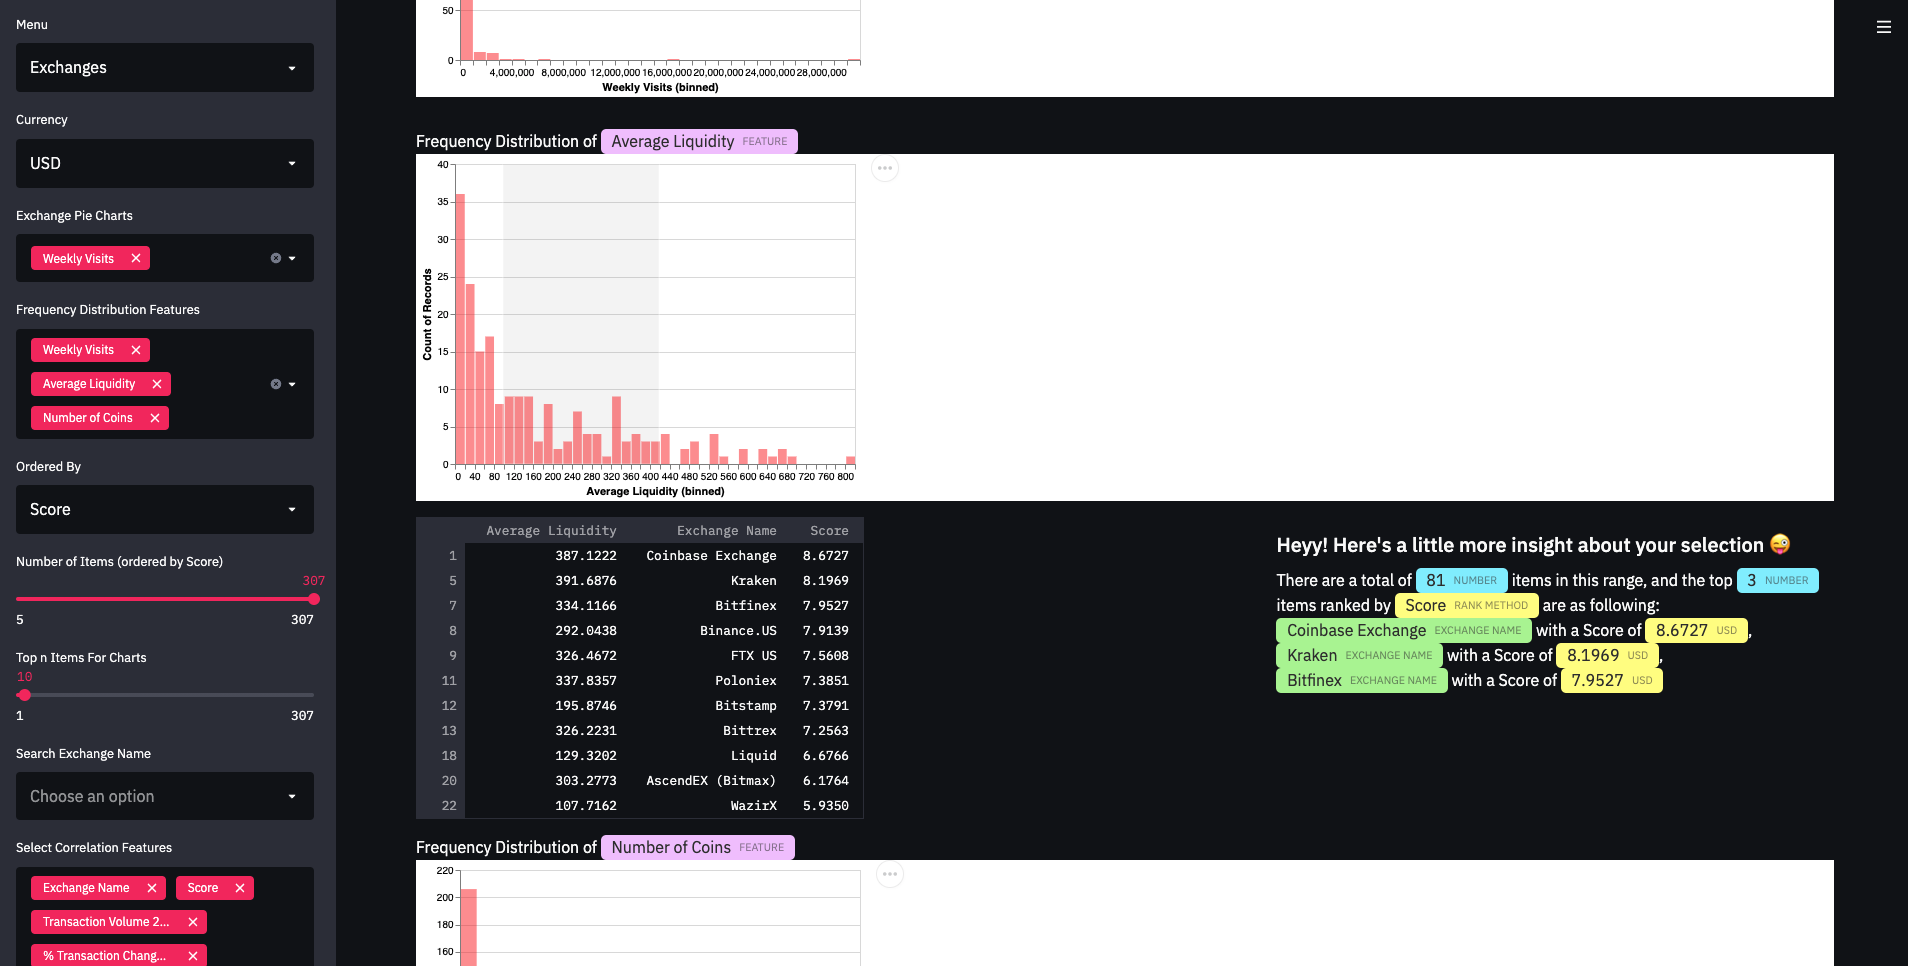 Menu
Exchanges
Currency
USD
Exchange Pie Charts
Weekly Visits
Frequency Distribution Features
Weekly Visits
Average Liquidity
Number of Coins
Ordered By
Score
Number of Items (ordered by Score)
307
5 307
Top n Items For Charts
10
1 307
Search Exchange Name
Choose an option
Select Correlation Features
Exchange Name Score
Transaction Volume 2...
% Transaction Chang...
50
0
0 4,000,000 8,000,000 12,000,000 16,000,000 20,000,000 24,000,000 28,000,000
Weekly Visits (binned)
Frequency Distribution of Average Liquidity FEATURE
40
35
30
25
20
15
10
5
0
Count of Records
0 40 80 120 160 200 240 280 320 360 400 440 480 520 560 600 640 680 720 760 800
Average Liquidity (binned)
Average Liquidity Exchange Name Score
1 387.1222 Coinbase Exchange 8.6727
5 391.6876 Kraken 8.1969
7 334.1166 Bitfinex 7.9527
8 292.0438 Binance.US 7.9139
9 326.4672 FTX US 7.5608
11 337.8357 Poloniex 7.3851
12 195.8746 Bitstamp 7.3791
13 326.2231 Bittrex 7.2563
18 129.3202 Liquid 6.6766
20 303.2773 AscendEX (Bitmax) 6.1764
22 107.7162 WazirX 5.9350
Heyy! Here's a little more insight about your selection 😜
There are a total of 81 NUMBER items in this range, and the top 3 NUMBER
items ranked by Score RANK METHOD are as following:
Coinbase Exchange EXCHANGE NAME with a Score of 8.6727 USD,
Kraken EXCHANGE NAME with a Score of 8.1969 USD,
Bitfinex EXCHANGE NAME with a Score of 7.9527 USD
Frequency Distribution of Number of Coins FEATURE
220
200
180
160